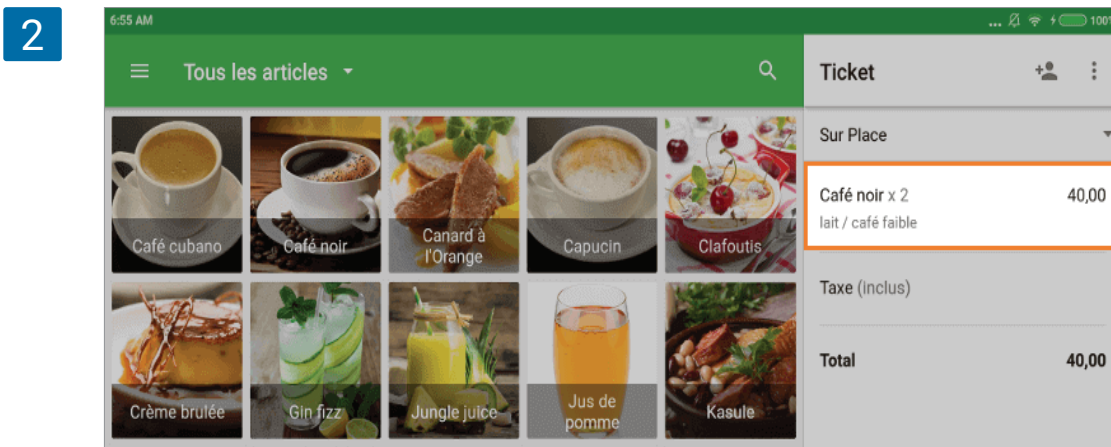 2
6:55 AM
... 100%
Tous les articles
Ticket
Sur Place
Café noir x 2 40,00
lait / café faible
Taxe (inclus)
Total 40,00
Café cubano
Café noir
Canard à
l'Orange
Capucin
Clafoutis
Crème brulée
Gin fizz
Jungle juice
Jus de
pomme
Kasule